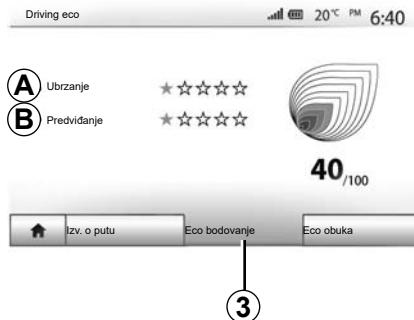 Driving eco 20°C PM 6:40
A Ubrzanje
B Predviđanje
40/100
Izv. o putu Eco bodovanje Eco obuka
3